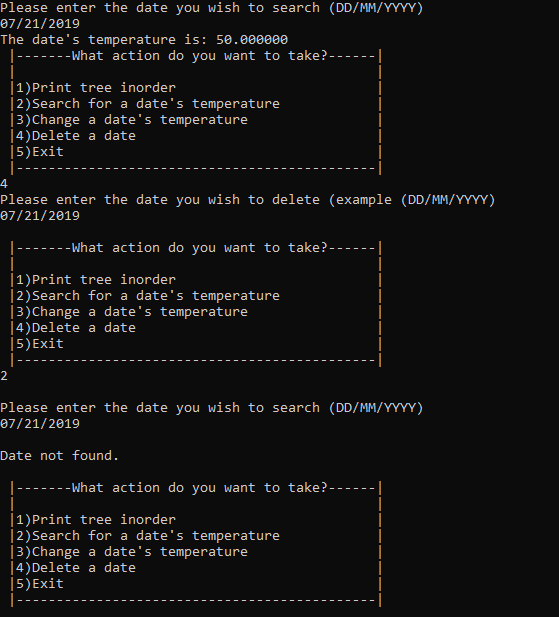 Please enter the date you wish to search (DD/MM/YYYY)
07/21/2019
The date's temperature is: 50.000000
|-------What action do you want to take?------|
| |
|1)Print tree inorder |
|2)Search for a date's temperature |
|3)Change a date's temperature |
|4)Delete a date |
|5)Exit |
|---------------------------------------------|
4
Please enter the date you wish to delete (example (DD/MM/YYYY)
07/21/2019
|-------What action do you want to take?------|
| |
|1)Print tree inorder |
|2)Search for a date's temperature |
|3)Change a date's temperature |
|4)Delete a date |
|5)Exit |
|---------------------------------------------|
2
Please enter the date you wish to search (DD/MM/YYYY)
07/21/2019
Date not found.
|-------What action do you want to take?------|
| |
|1)Print tree inorder |
|2)Search for a date's temperature |
|3)Change a date's temperature |
|4)Delete a date |
|5)Exit |
|---------------------------------------------|